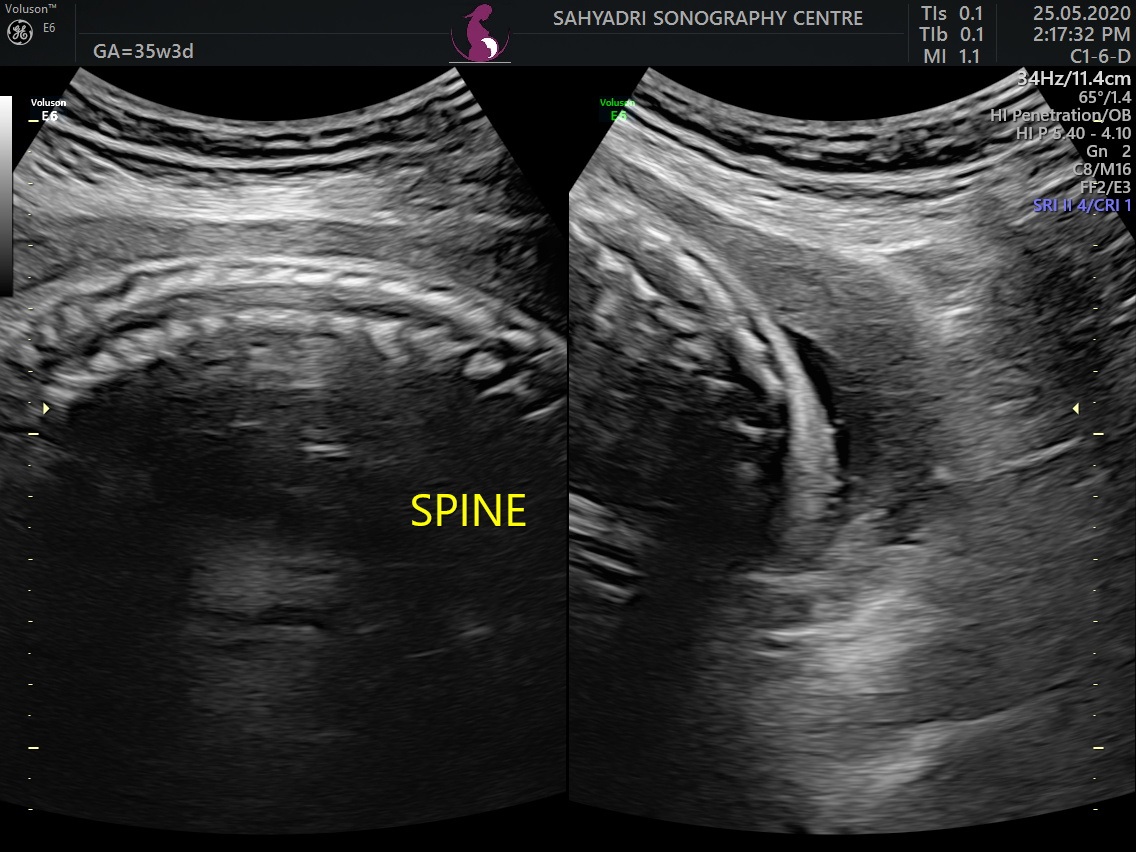 Voluson™
E6
GA=35w3d
SAHYADRI SONOGRAPHY CENTRE
TIs 0.1
TIb 0.1
MI 1.1
25.05.2020
2:17:32 PM
C1-6-D
34Hz/11.4cm
65°/1.4
HI Penetration/OB
HI P 5.40 - 4.10
Gn 2
C8/M16
FF2/E3
SRI II 4/CRI 1
Voluson
E6
Voluson
E6
SPINE